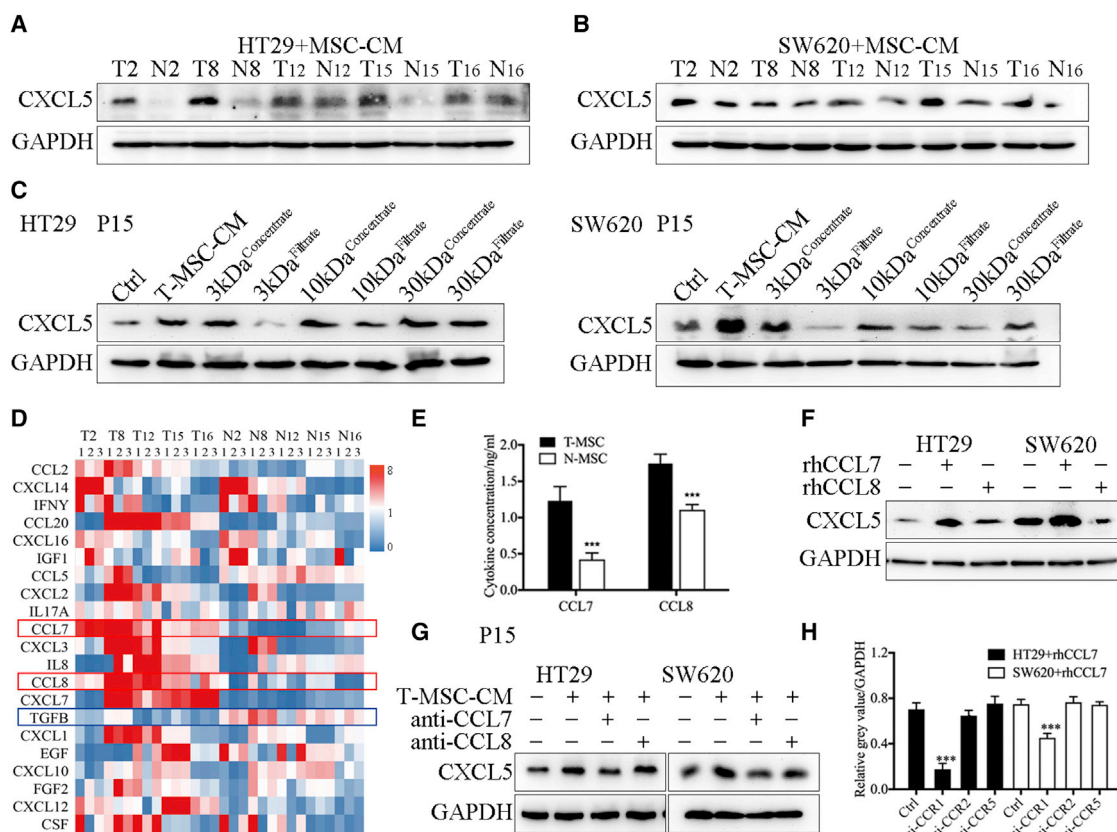 A
HT29+MSC-CM
T2 N2 T8 N8 T12 N12 T15 N15 T16 N16
CXCL5
GAPDH
B
SW620+MSC-CM
T2 N2 T8 N8 T12 N12 T15 N15 T16 N16
CXCL5
GAPDH
C
HT29 P15
Ctrl T-MSC-CM 3kDaConcentrate 3kDaFiltrate 10kDaConcentrate 10kDaFiltrate 30kDaConcentrate 30kDaFiltrate
CXCL5
GAPDH
SW620 P15
Ctrl T-MSC-CM 3kDaConcentrate 3kDaFiltrate 10kDaConcentrate 10kDaFiltrate 30kDaConcentrate 30kDaFiltrate
CXCL5
GAPDH
D
T2 T8 T12 T15 T16 N2 N8 N12 N15 N16
1 2 3 1 2 3 1 2 3 1 2 3 1 2 3 1 2 3 1 2 3 1 2 3 1 2 3 1 2 3
CCL2
CXCL14
IFNY
CCL20
CXCL16
IGF1
CCL5
CXCL2
IL17A
CCL7
CXCL3
IL8
CCL8
CXCL7
TGFB
CXCL1
EGF
CXCL10
FGF2
CXCL12
CSF
8
1
0
E
Cytokine concentration/ng/ml
2.0
1.5
1.0
0.5
0.0
T-MSC
N-MSC
***
***
CCL7 CCL8
F
HT29 SW620
rhCCL7 – + – – + –
rhCCL8 – – + – – +
CXCL5
GAPDH
G
P15
HT29 SW620
T-MSC-CM – + + + – + + +
anti-CCL7 – – + – – – + –
anti-CCL8 – – – + – – – +
CXCL5
GAPDH
H
Relative grey value/GAPDH
1.2
0.8
0.4
0.0
HT29+rhCCL7
SW620+rhCCL7
***
***
Ctrl i-CCR1 i-CCR2 i-CCR5 Ctrl i-CCR1 i-CCR2 i-CCR5